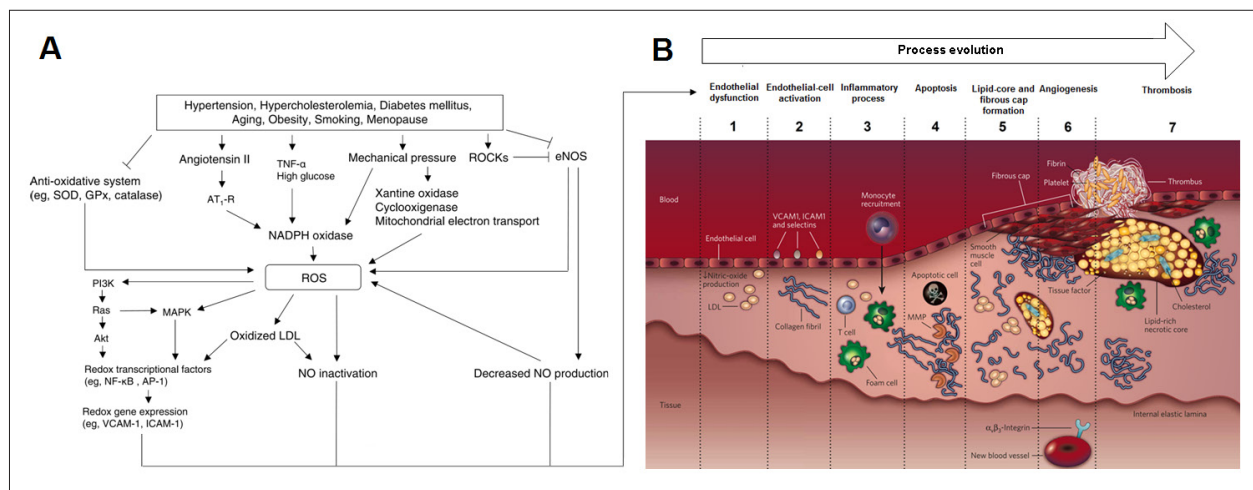 A
Hypertension, Hypercholesterolemia, Diabetes mellitus,
Aging, Obesity, Smoking, Menopause
Angiotensin II
TNF-α
High glucose
Mechanical pressure
ROCKs
eNOS
Anti-oxidative system
(eg, SOD, GPx, catalase)
AT1-R
Xantine oxidase
Cyclooxigenase
Mitochondrial electron transport
NADPH oxidase
ROS
PI3K
Ras
MAPK
Akt
Oxidized LDL
Redox transcriptional factors
(eg, NF-κB , AP-1)
NO inactivation
Decreased NO production
Redox gene expression
(eg, VCAM-1, ICAM-1)
B
Process evolution
Endothelial
dysfunction
Endothelial-cell
activation
Inflammatory
process
Apoptosis
Lipid-core and
fibrous cap
formation
Angiogenesis
Thrombosis
1
2
3
4
5
6
7
Fibrin
Platelet
Fibrous cap
Thrombus
Blood
Monocyte
recruitment
VCAM1, ICAM1
and selectins
Endothelial cell
Smooth
muscle
cell
↓Nitric-oxide
production
Apoptotic cell
LDL
Collagen fibril
T cell
MMP
Tissue factor
Cholesterol
Lipid-rich
necrotic core
Foam cell
Tissue
Internal elastic lamina
αvβ3-Integrin
New blood vessel